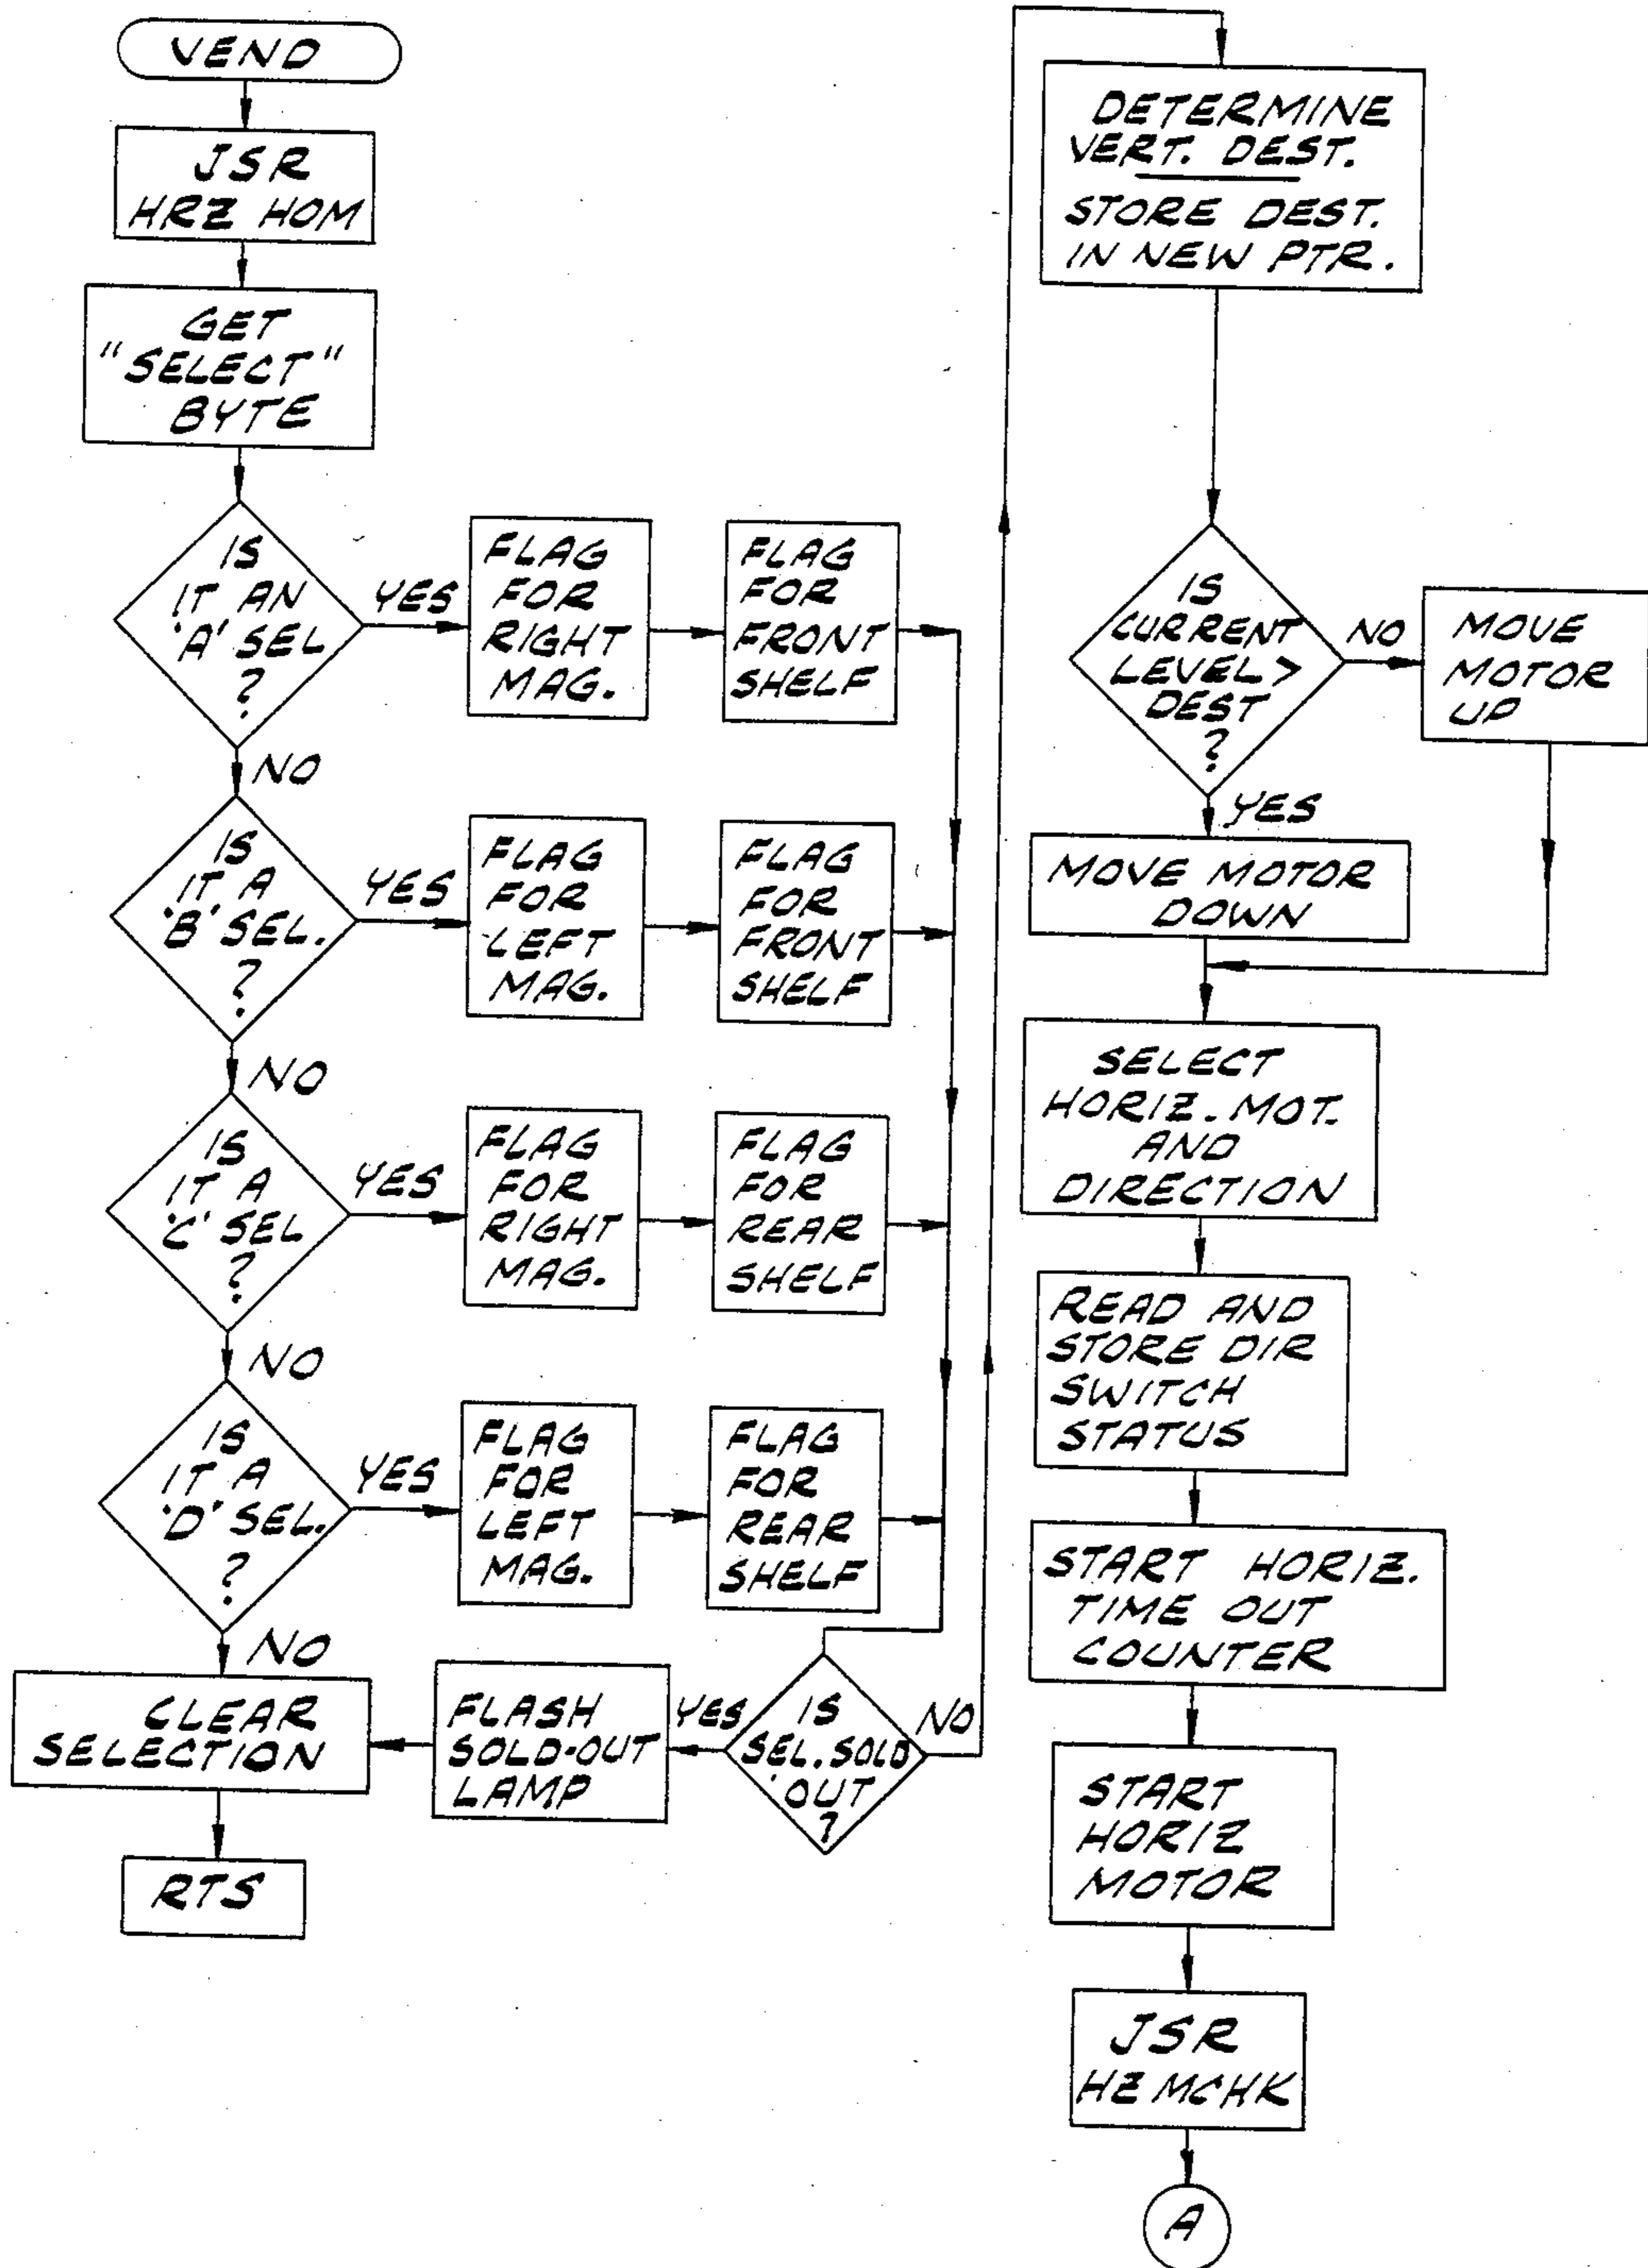 VEND
JSR
HRZ HOM
GET
"SELECT"
BYTE
IS
IT AN
'A' SEL
?
YES
FLAG
FOR
RIGHT
MAG.
FLAG
FOR
FRONT
SHELF
NO
IS
IT A
'B' SEL.
?
YES
FLAG
FOR
LEFT
MAG.
FLAG
FOR
FRONT
SHELF
NO
IS
IT A
'C' SEL
?
YES
FLAG
FOR
RIGHT
MAG.
FLAG
FOR
REAR
SHELF
NO
IS
IT A
'D' SEL.
?
YES
FLAG
FOR
LEFT
MAG.
FLAG
FOR
REAR
SHELF
NO
CLEAR
SELECTION
RTS
FLASH
SOLD-OUT
LAMP
YES
IS
SEL. SOLD
OUT
?
NO
DETERMINE
VERT. DEST.
STORE DEST.
IN NEW PTR.
IS
CURRENT
LEVEL >
DEST
?
NO
MOVE
MOTOR
UP
YES
MOVE MOTOR
DOWN
SELECT
HORIZ. MOT.
AND
DIRECTION
READ AND
STORE DIR
SWITCH
STATUS
START HORIZ.
TIME OUT
COUNTER
START
HORIZ
MOTOR
JSR
HZ MCHK
A